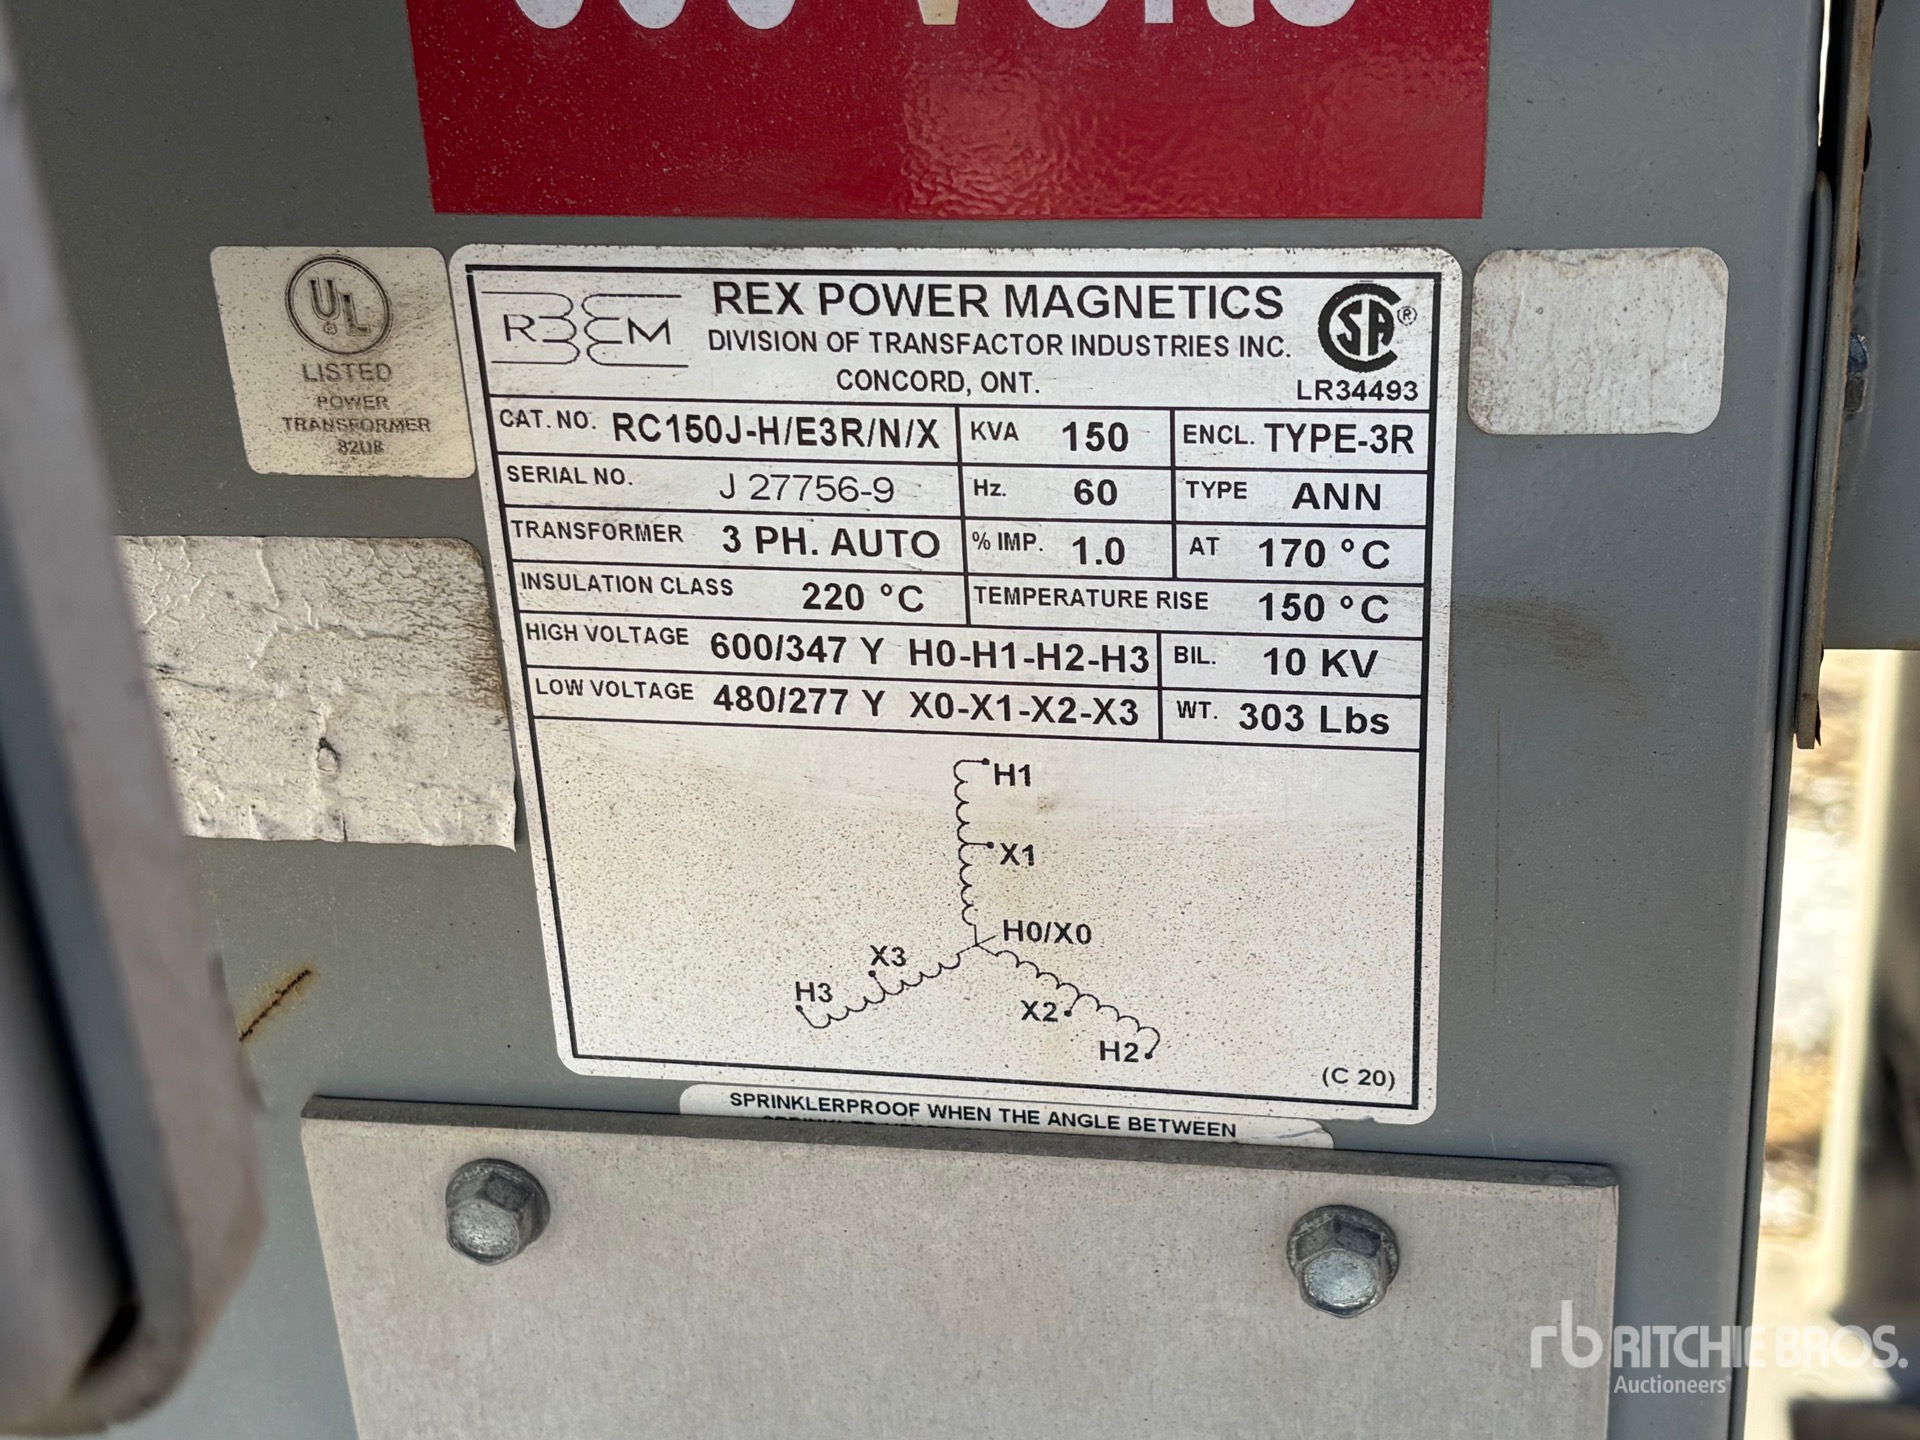 UL
LISTED
POWER
TRANSFORMER
82U8
REM
REX POWER MAGNETICS
DIVISION OF TRANSFACTOR INDUSTRIES INC.
CONCORD, ONT.
SA ®
LR34493
CAT. NO. RC150J-H/E3R/N/X KVA 150 ENCL. TYPE-3R
SERIAL NO. J 27756-9 Hz. 60 TYPE ANN
TRANSFORMER 3 PH. AUTO % IMP. 1.0 AT 170 °C
INSULATION CLASS 220 °C TEMPERATURE RISE 150 °C
HIGH VOLTAGE 600/347 Y H0-H1-H2-H3 BIL. 10 KV
LOW VOLTAGE 480/277 Y X0-X1-X2-X3 WT. 303 Lbs
H1
X1
H0/X0
X3
H3
X2
H2
(C 20)
SPRINKLERPROOF WHEN THE ANGLE BETWEEN
rb RITCHIE BROS.
Auctioneers